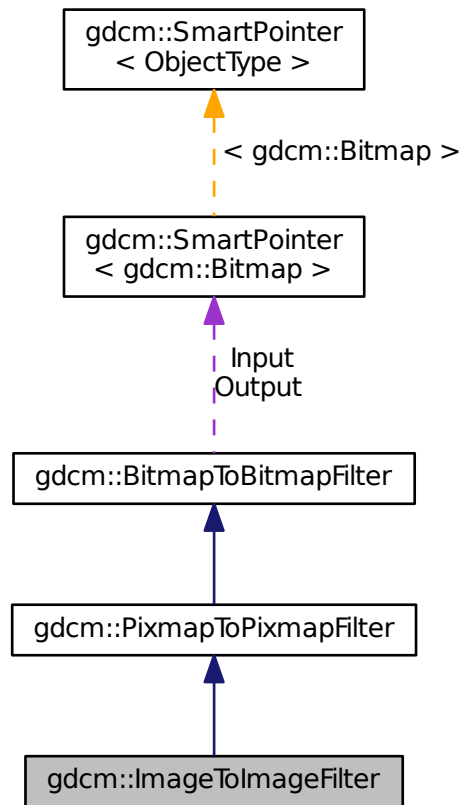 gdcm::SmartPointer
< ObjectType >
< gdcm::Bitmap >
gdcm::SmartPointer
< gdcm::Bitmap >
Input
Output
gdcm::BitmapToBitmapFilter
gdcm::PixmapToPixmapFilter
gdcm::ImageToImageFilter